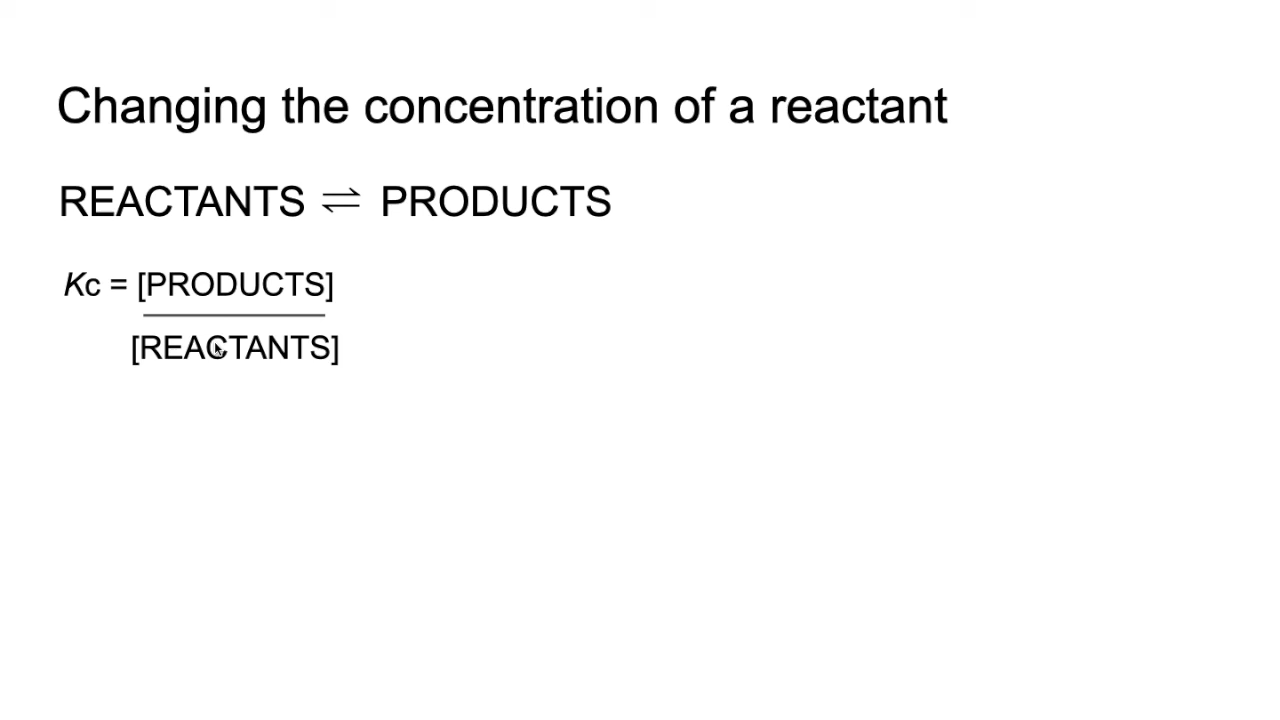 Changing the concentration of a reactant
REACTANTS ⇌ PRODUCTS
Kc = [PRODUCTS]
[REACTANTS]